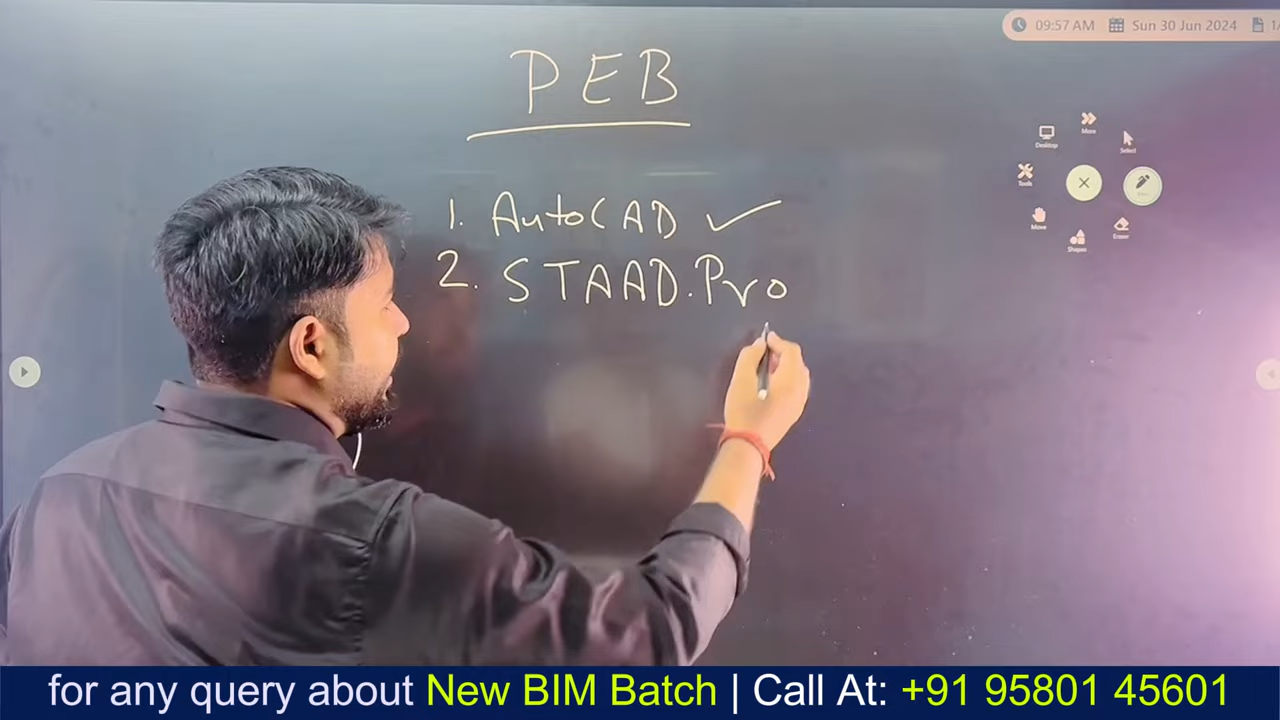 09:57 AM Sun 30 Jun 2024
PEB
More
Desktop
Select
Tools
Move
Eraser
Shapes
1. AutoCAD ✓
2. STAAD.Pro
for any query about New BIM Batch | Call At: +91 95801 45601